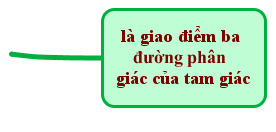 là giao điểm ba
đường phân
giác của tam giác